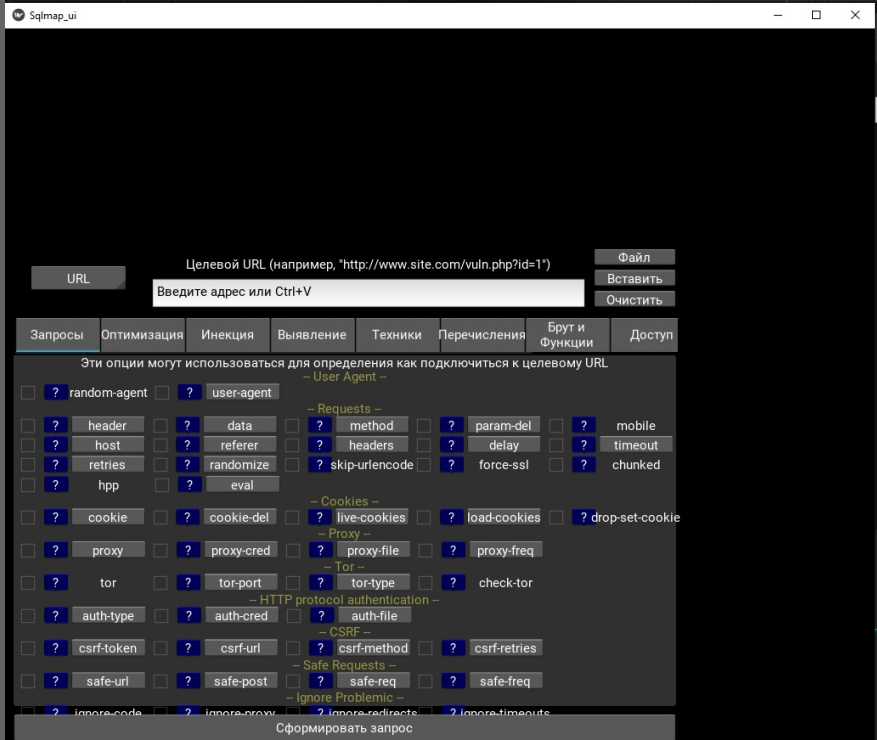 Sqlmap_ui
Целевой URL (например, "http://www.site.com/vuln.php?id=1")
Файл
URL
Вставить
Введите адрес или Ctrl+V
Очистить
Запросы Оптимизация Инекция Выявление Техники Перечисления Брут и Функции Доступ
Эти опции могут использоваться для определения как подключиться к целевому URL
-- User Agent --
? random-agent ? user-agent
-- Requests --
? header ? data ? method ? param-del ? mobile
? host ? referer ? headers ? delay ? timeout
? retries ? randomize ? skip-urlencode ? force-ssl ? chunked
? hpp ? eval
-- Cookies --
? cookie ? cookie-del ? live-cookies ? load-cookies ? drop-set-cookie
-- Proxy --
? proxy ? proxy-cred ? proxy-file ? proxy-freq
-- Tor --
? tor ? tor-port ? tor-type ? check-tor
-- HTTP protocol authentication --
? auth-type ? auth-cred ? auth-file
-- CSRF --
? csrf-token ? csrf-url ? csrf-method ? csrf-retries
-- Safe Requests --
? safe-url ? safe-post ? safe-req ? safe-freq
-- Ignore Problemic --
? ignore-code ? ignore-proxy ? ignore-redirects ? ignore-timeouts
Сформировать запрос